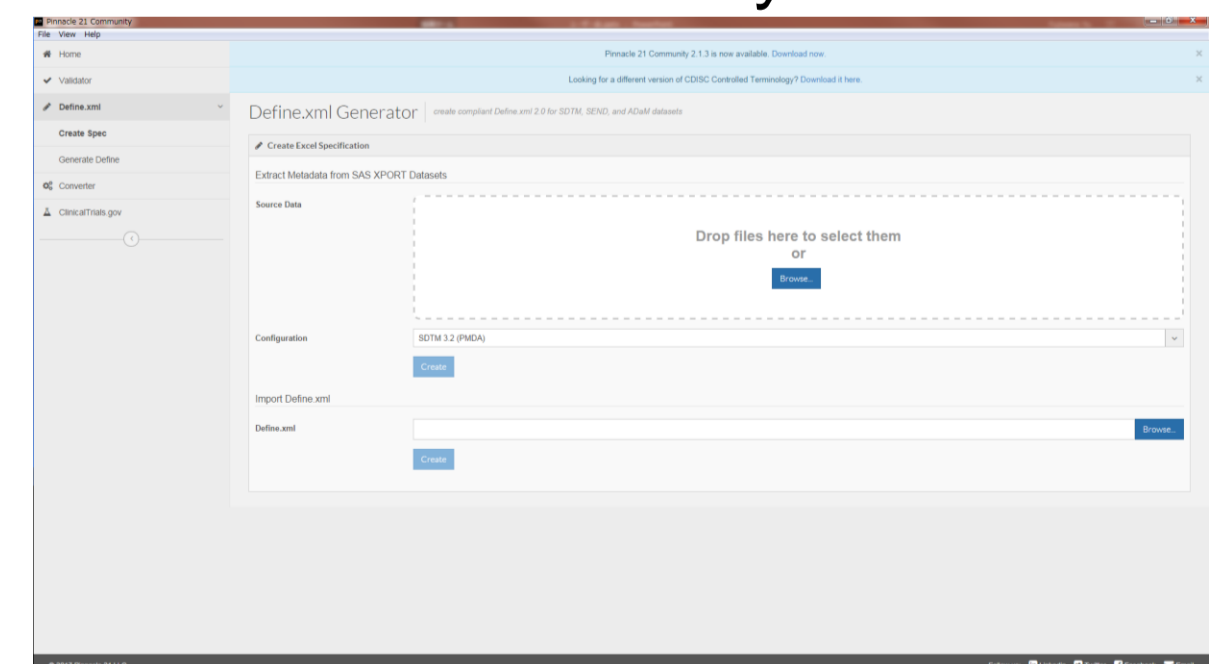 Pinnacle 21 Community
File View Help
Home
Validator
Define.xml
Create Spec
Generate Define
Converter
ClinicalTrials.gov
Pinnacle 21 Community 2.1.3 is now available. Download now.
Looking for a different version of CDISC Controlled Terminology? Download it here.
Define.xml Generator
create compliant Define.xml 2.0 for SDTM, SEND, and ADaM datasets
Create Excel Specification
Extract Metadata from SAS XPORT Datasets
Source Data
Drop files here to select them
or
Browse...
Configuration
SDTM 3.2 (PMDA)
Create
Import Define.xml
Define.xml
Browse...
Create